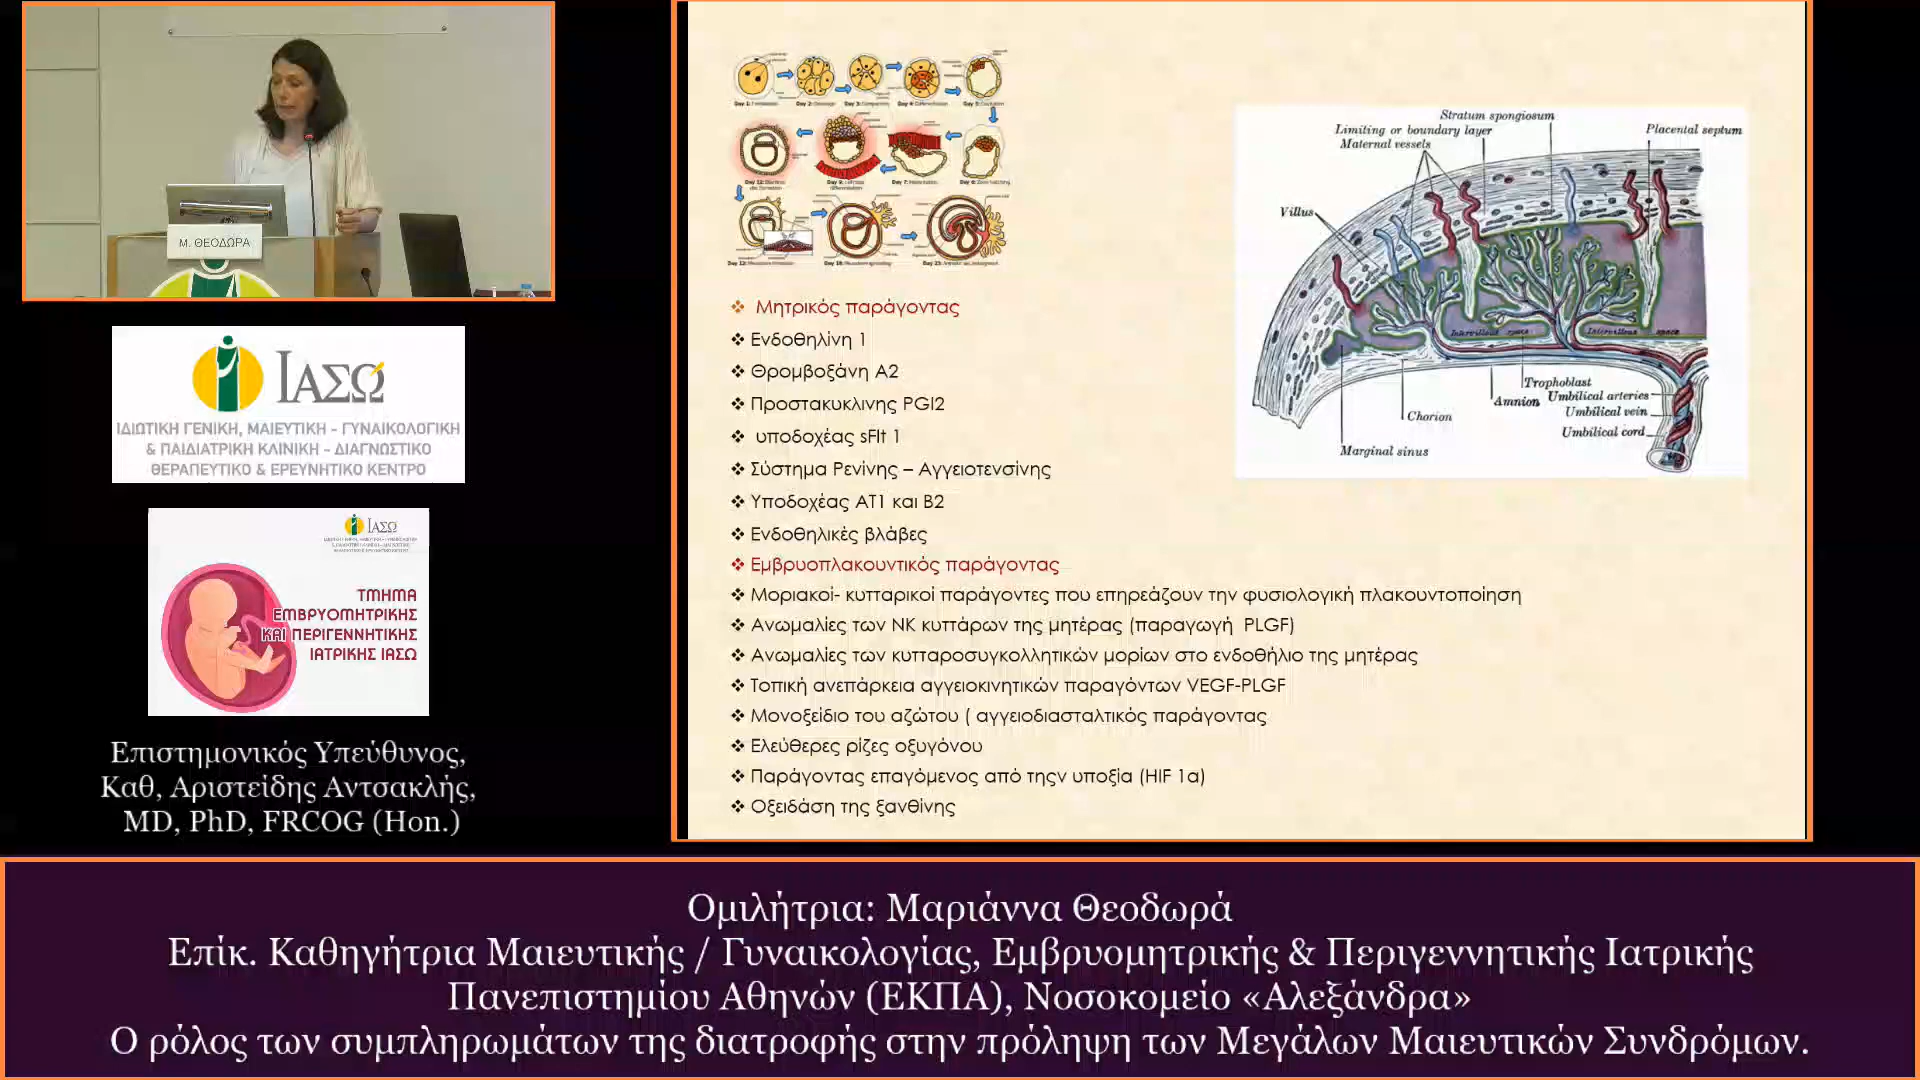 Μ. ΘΕΟΔΩΡΑ
ΙΑΣΩ
ΙΔΙΩΤΙΚΗ ΓΕΝΙΚΗ, ΜΑΙΕΥΤΙΚΗ - ΓΥΝΑΙΚΟΛΟΓΙΚΗ
& ΠΑΙΔΙΑΤΡΙΚΗ ΚΛΙΝΙΚΗ - ΔΙΑΓΝΩΣΤΙΚΟ
ΘΕΡΑΠΕΥΤΙΚΟ & ΕΡΕΥΝΗΤΙΚΟ ΚΕΝΤΡΟ
ΙΑΣΩ
ΤΜΗΜΑ
ΕΜΒΡΥΟΜΗΤΡΙΚΗΣ
ΚΑΙ ΠΕΡΙΓΕΝΝΗΤΙΚΗΣ
ΙΑΤΡΙΚΗΣ ΙΑΣΩ
Επιστημονικός Υπεύθυνος,
Καθ, Αριστείδης Αντσακλής,
MD, PhD, FRCOG (Hon.)
Stratum spongiosum
Limiting or boundary layer
Placental septum
Maternal vessels
Villus
Intervillous space
Intervillous space
Trophoblast
Amnion
Umbilical arteries
Umbilical vein
Chorion
Umbilical cord
Marginal sinus
❖ Μητρικός παράγοντας
❖ Ενδοθηλίνη 1
❖ Θρομβοξάνη Α2
❖ Προστακυκλινης PGI2
❖ υποδοχέας sFlt 1
❖ Σύστημα Ρενίνης – Αγγειοτενσίνης
❖ Υποδοχέας ΑΤ1 και Β2
❖ Ενδοθηλικές βλάβες
❖ Εμβρυοπλακουντικός παράγοντας
❖ Μοριακοί- κυτταρικοί παράγοντες που επηρεάζουν την φυσιολογική πλακουντοποίηση
❖ Ανωμαλίες των ΝΚ κυττάρων της μητέρας (παραγωγή PLGF)
❖ Ανωμαλίες των κυτταροσυγκολλητικών μορίων στο ενδοθήλιο της μητέρας
❖ Τοπική ανεπάρκεια αγγειοκινητικών παραγόντων VEGF-PLGF
❖ Μονοξείδιο του αζώτου ( αγγειοδιασταλτικός παράγοντας
❖ Ελεύθερες ρίζες οξυγόνου
❖ Παράγοντας επαγόμενος από τηςν υποξία (HIF 1α)
❖ Οξειδάση της ξανθίνης
Ομιλήτρια: Μαριάννα Θεοδωρά
Επίκ. Καθηγήτρια Μαιευτικής / Γυναικολογίας, Εμβρυομητρικής & Περιγεννητικής Ιατρικής
Πανεπιστημίου Αθηνών (ΕΚΠΑ), Νοσοκομείο «Αλεξάνδρα»
Ο ρόλος των συμπληρωμάτων της διατροφής στην πρόληψη των Μεγάλων Μαιευτικών Συνδρόμων.